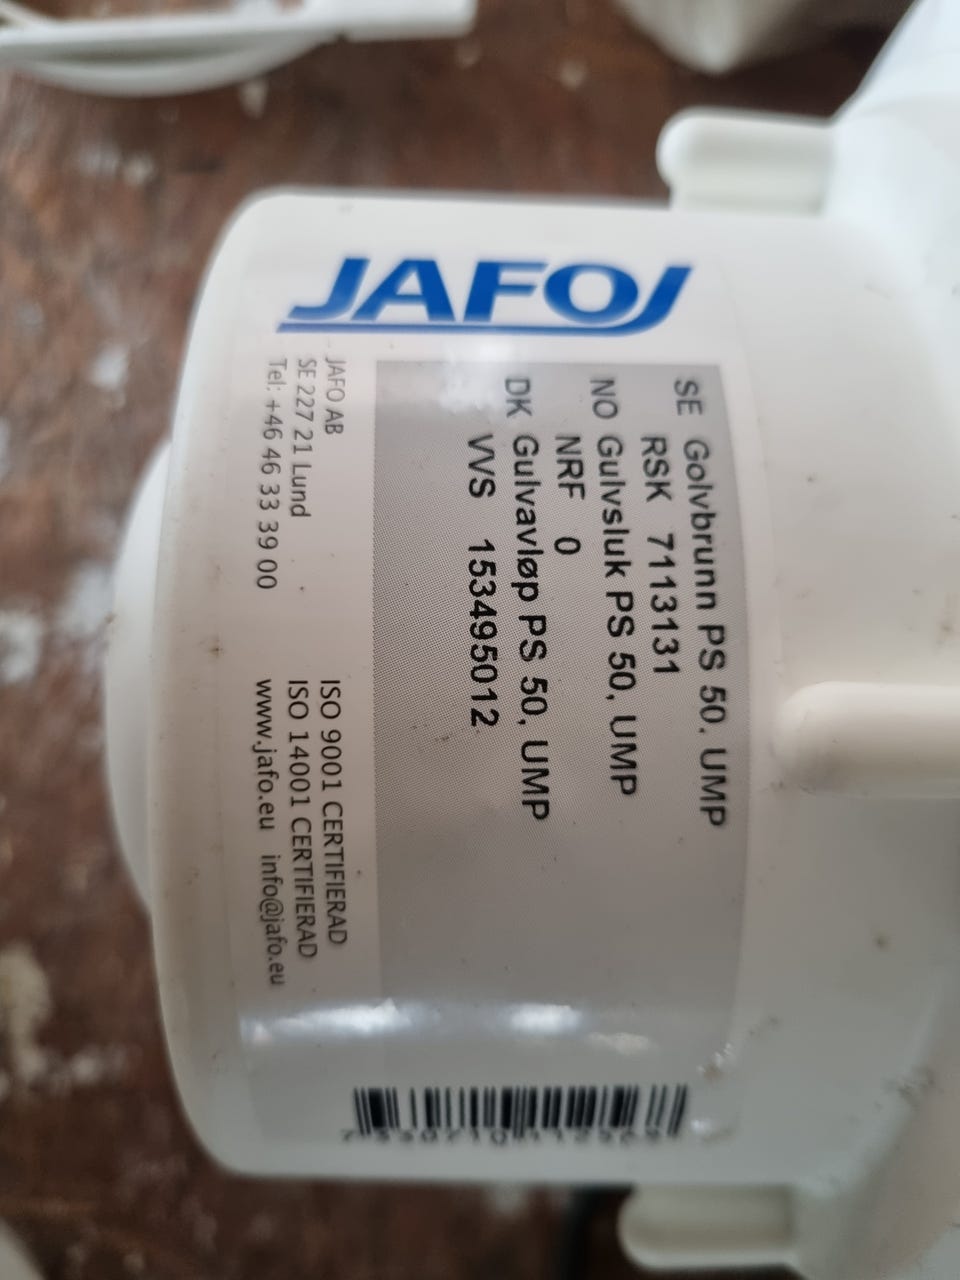 JAFO
SE Golvbrunn PS 50, UMP
RSK 7113131
NO Gulvsluk PS 50, UMP
NRF 0
DK Gulvavløp PS 50, UMP
VVS 153495012
JAFO AB
SE 227 21 Lund
Tel: +46 46 33 39 00
ISO 9001 CERTIFIERAD
ISO 14001 CERTIFIERAD
www.jafo.eu info@jafo.eu